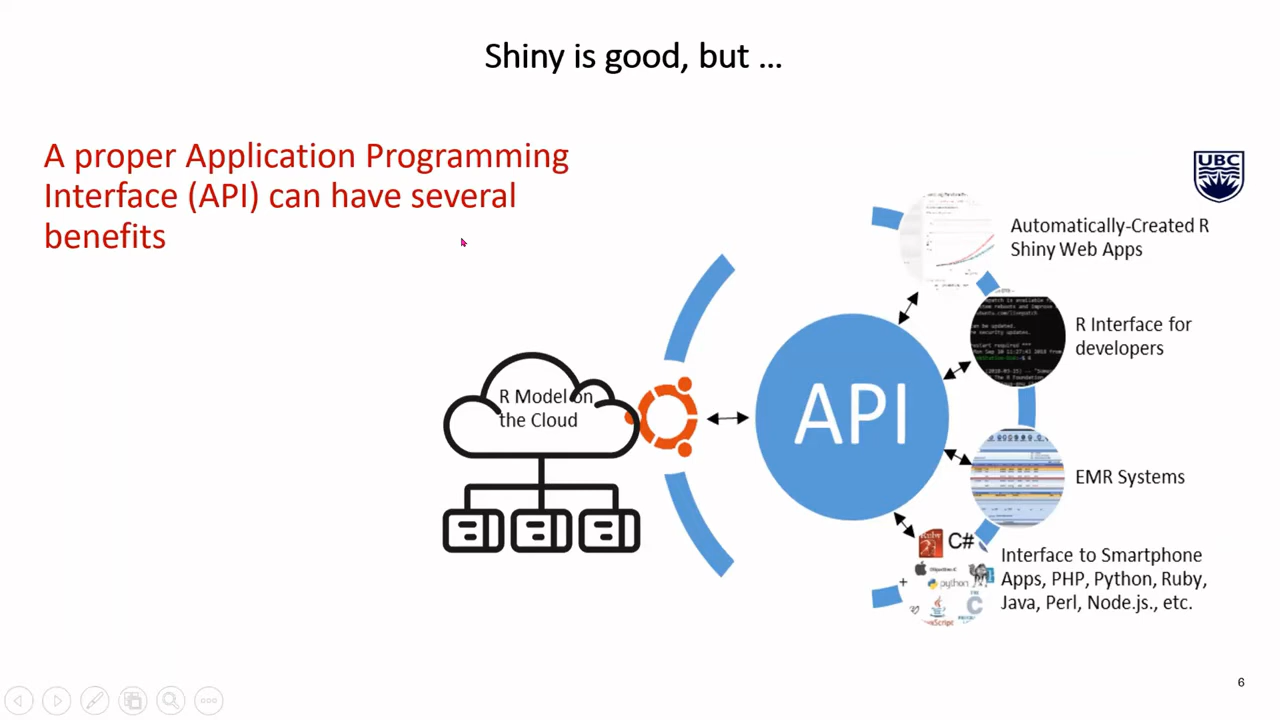 Shiny is good, but …
A proper Application Programming
Interface (API) can have several
benefits
UBC
Automatically-Created R
Shiny Web Apps
R Interface for
developers
R Model on
the Cloud
API
EMR Systems
C#
python
Interface to Smartphone
Apps, PHP, Python, Ruby,
Java, Perl, Node.js., etc.
6